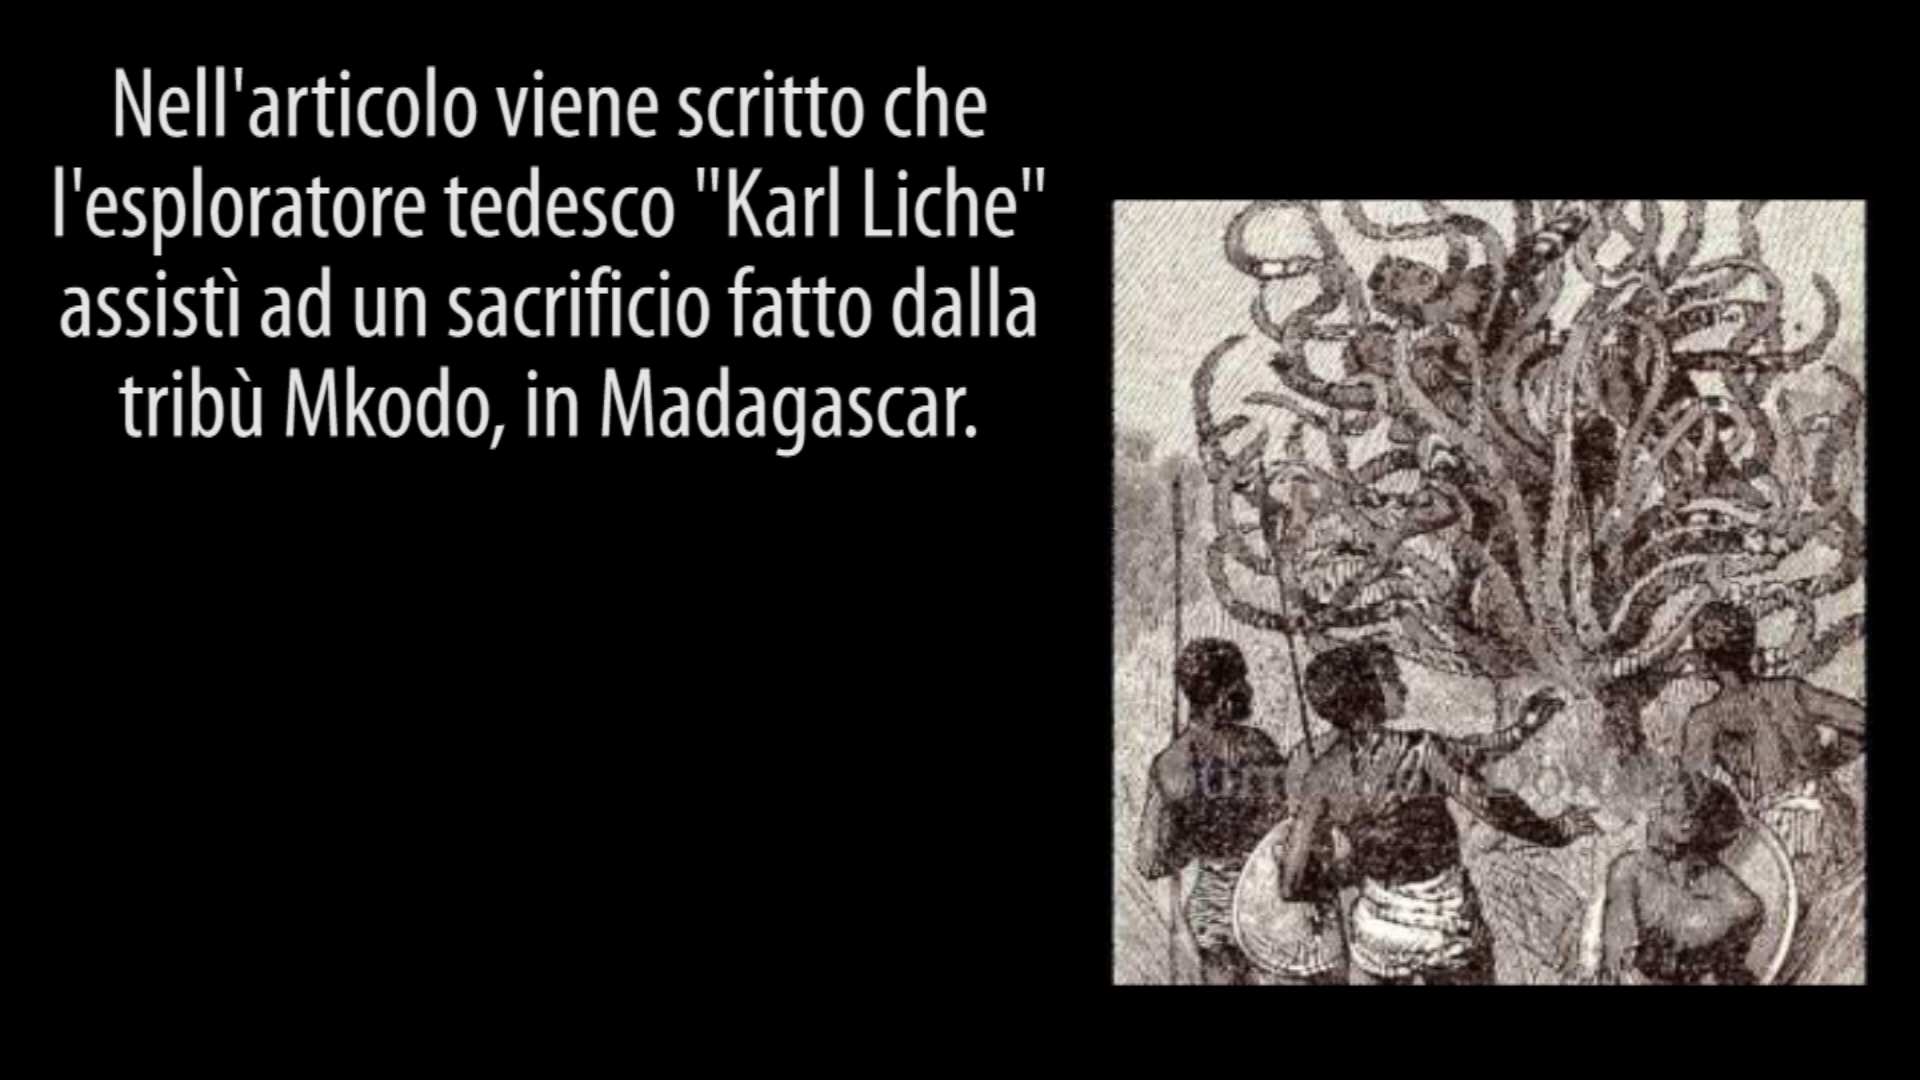 Nell'articolo viene scritto che
l'esploratore tedesco "Karl Liche"
assistì ad un sacrificio fatto dalla
tribù Mkodo, in Madagascar.